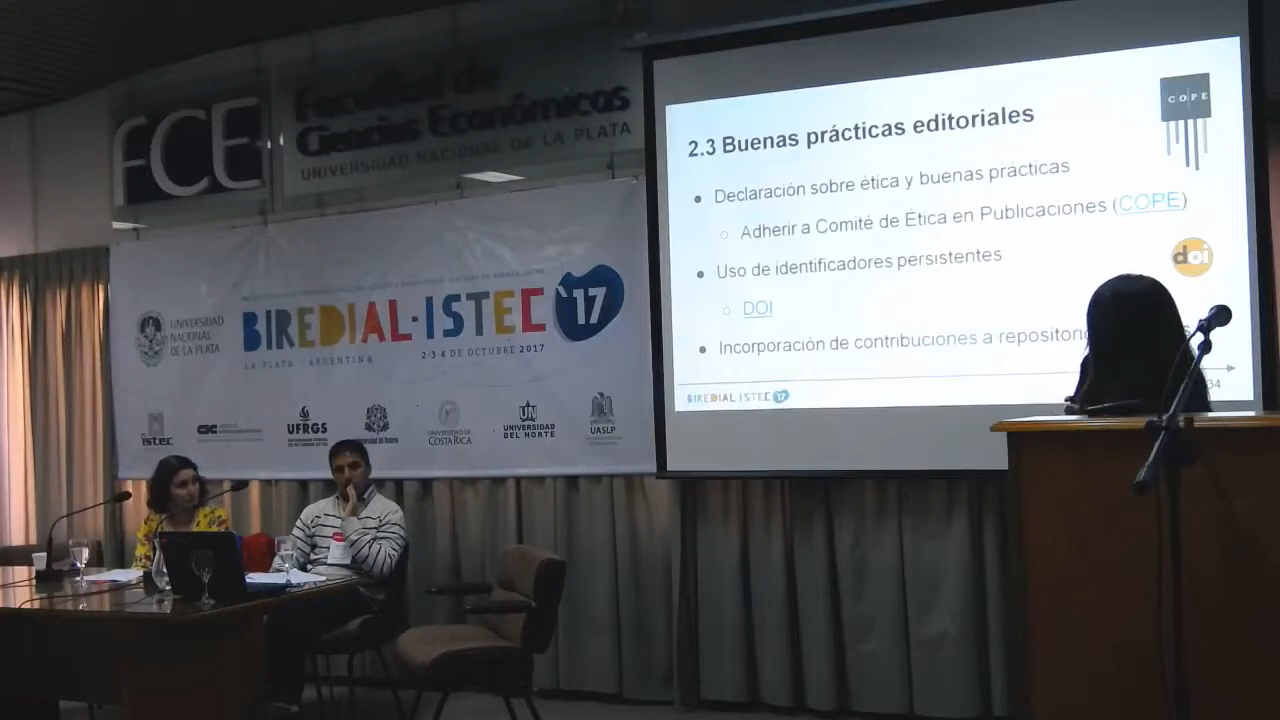 FCE
Facultad de
Ciencias Económicas
UNIVERSIDAD NACIONAL DE LA PLATA
UNIVERSIDAD
NACIONAL
DE LA PLATA
BIREDIAL-ISTEC '17
LA PLATA ARGENTINA
2·3·4 DE OCTUBRE 2017
istec
UFRGS
UNIVERSIDAD DE
COSTA RICA
UN
UNIVERSIDAD
DEL NORTE
UASLP
COPE
2.3 Buenas prácticas editoriales
● Declaración sobre ética y buenas prácticas
○ Adherir a Comité de Ética en Publicaciones (COPE)
● Uso de identificadores persistentes
doi
○ DOI
● Incorporación de contribuciones a
34
BIREDIAL ISTEC '17